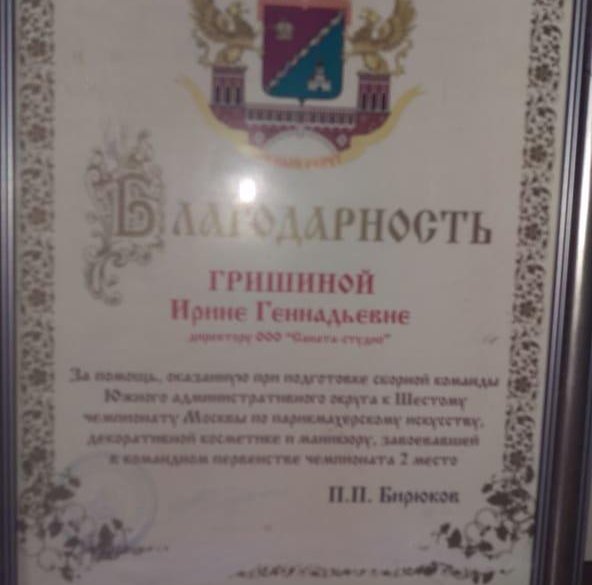 Благодарность
ГРИШИНОЙ
Ирине Геннадьевне
директору ООО
За помощь, оказанную при подготовке сборной команды
Южного административного округа к Шестому
чемпионату Москвы по парикмахерскому искусству,
декоративной косметике и маникюру, завоевавшей
в командном первенстве чемпионата 2 место
П.П. Бирюков